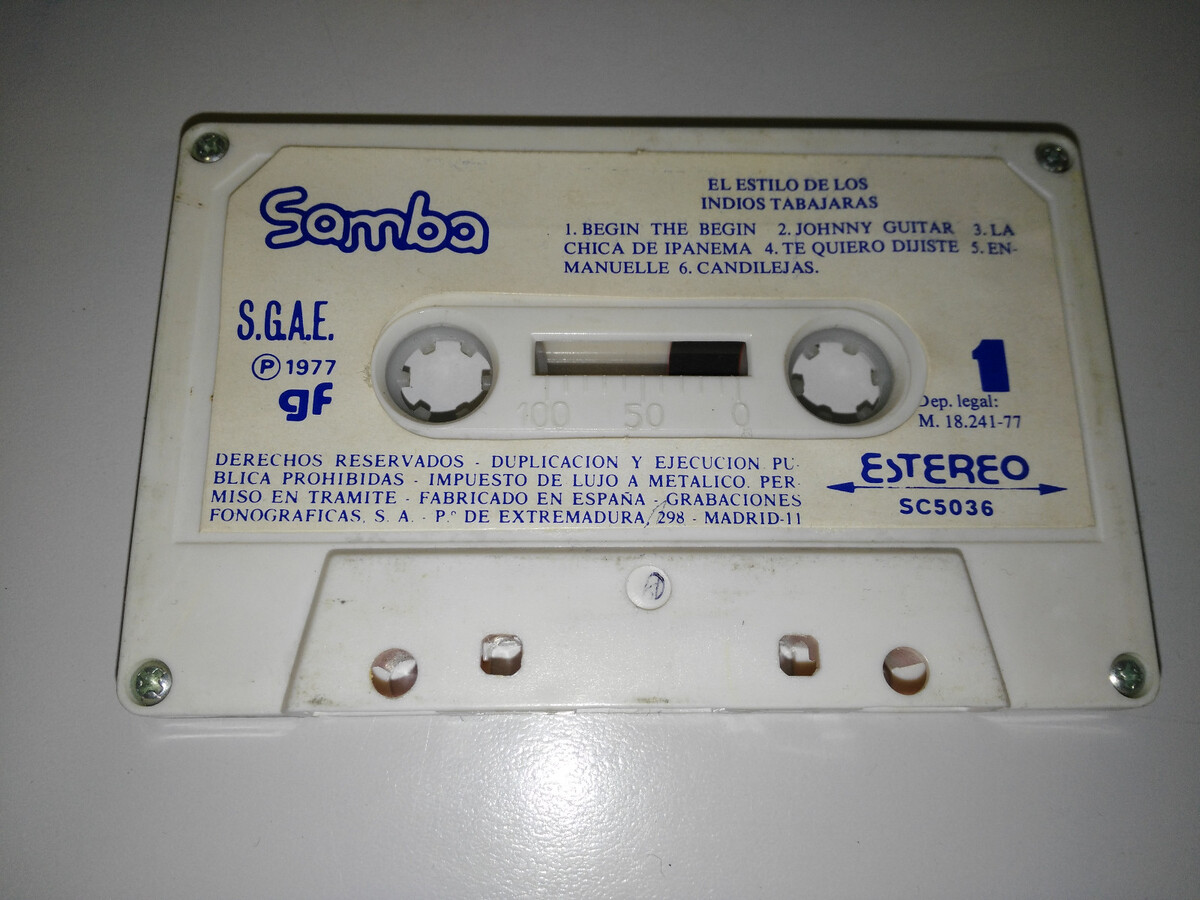 Samba
EL ESTILO DE LOS
INDIOS TABAJARAS
1. BEGIN THE BEGIN 2. JOHNNY GUITAR 3. LA
CHICA DE IPANEMA 4. TE QUIERO DIJISTE 5. EN-
MANUELLE 6. CANDILEJAS.
S.G.A.E.
Ⓟ 1977
gf
100 50 0
1
Dep. legal:
M. 18.241-77
DERECHOS RESERVADOS - DUPLICACION Y EJECUCION PU-
BLICA PROHIBIDAS - IMPUESTO DE LUJO A METALICO. PER-
MISO EN TRAMITE - FABRICADO EN ESPAÑA - GRABACIONES
FONOGRAFICAS, S. A. - P.º DE EXTREMADURA, 298 - MADRID-11
ESTEREO
SC5036